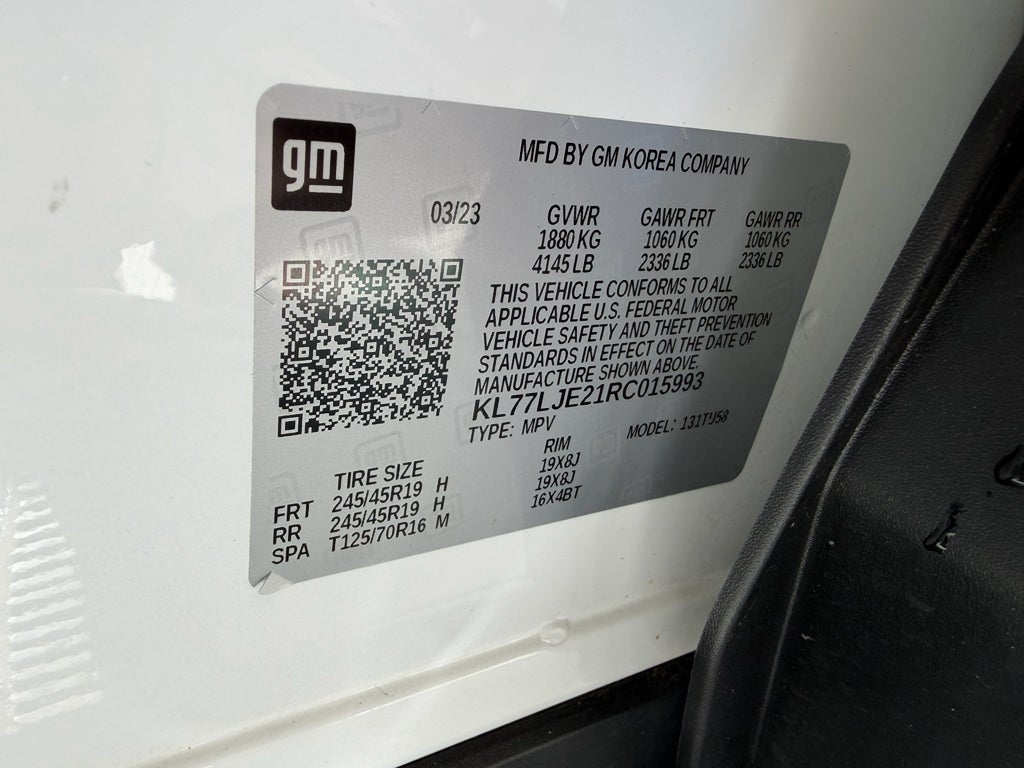 gm
MFD BY GM KOREA COMPANY
03/23 GVWR GAWR FRT GAWR RR
1880 KG 1060 KG 1060 KG
4145 LB 2336 LB 2336 LB
THIS VEHICLE CONFORMS TO ALL
APPLICABLE U.S. FEDERAL MOTOR
VEHICLE SAFETY AND THEFT PREVENTION
STANDARDS IN EFFECT ON THE DATE OF
MANUFACTURE SHOWN ABOVE.
KL77LJE21RC015993
TYPE: MPV MODEL: 131TU58
TIRE SIZE RIM
FRT 245/45R19 H 19X8J
RR 245/45R19 H 19X8J
SPA T125/70R16 M 16X4BT